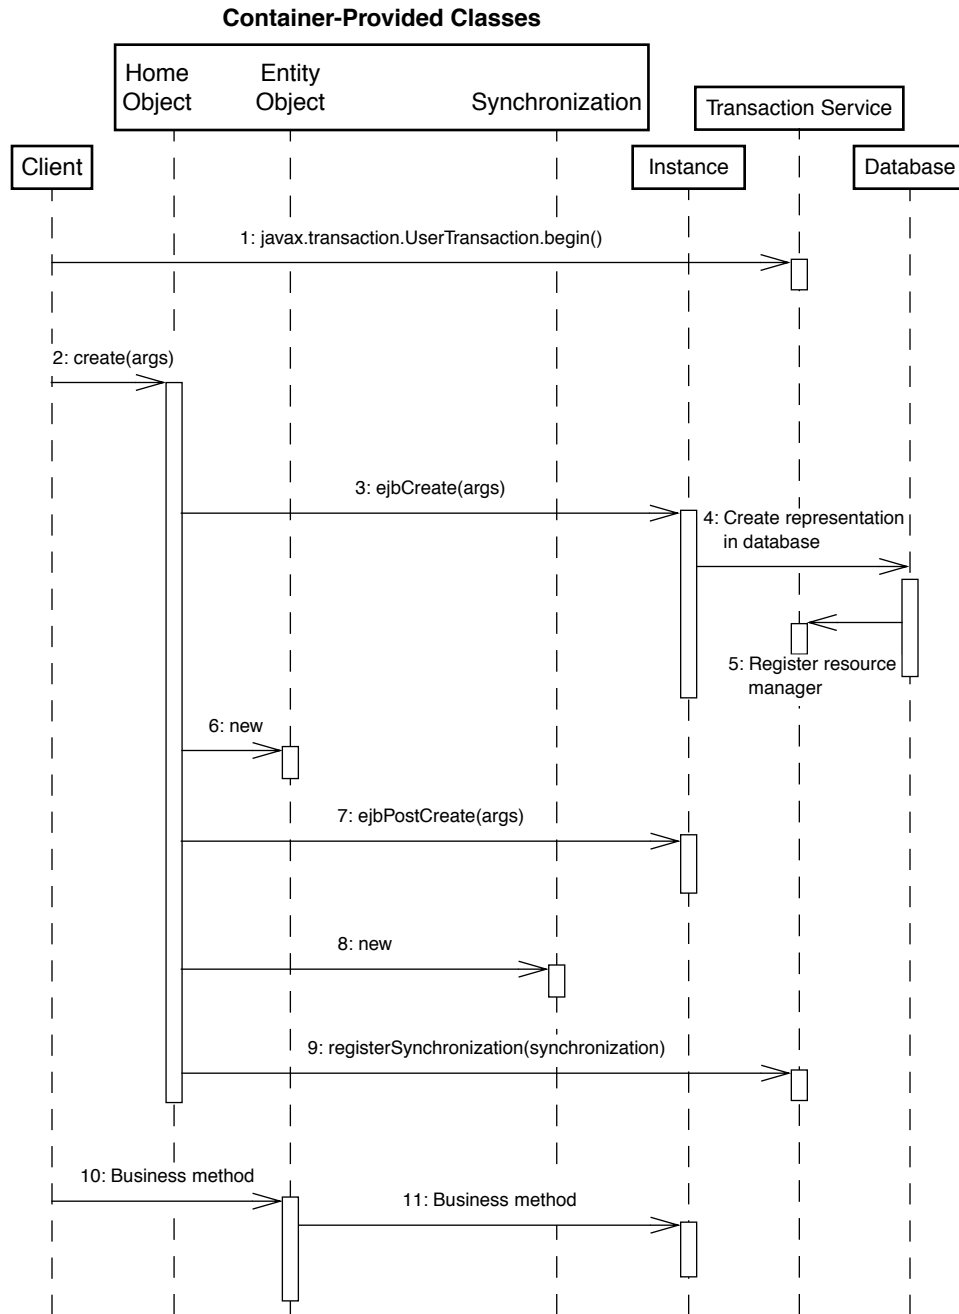 Container-Provided Classes
Home
Object
Entity
Object
Synchronization
Transaction Service
Client
Instance
Database
1: javax.transaction.UserTransaction.begin()
2: create(args)
3: ejbCreate(args)
4: Create representation
in database
5: Register resource
manager
6: new
7: ejbPostCreate(args)
8: new
9: registerSynchronization(synchronization)
10: Business method
11: Business method